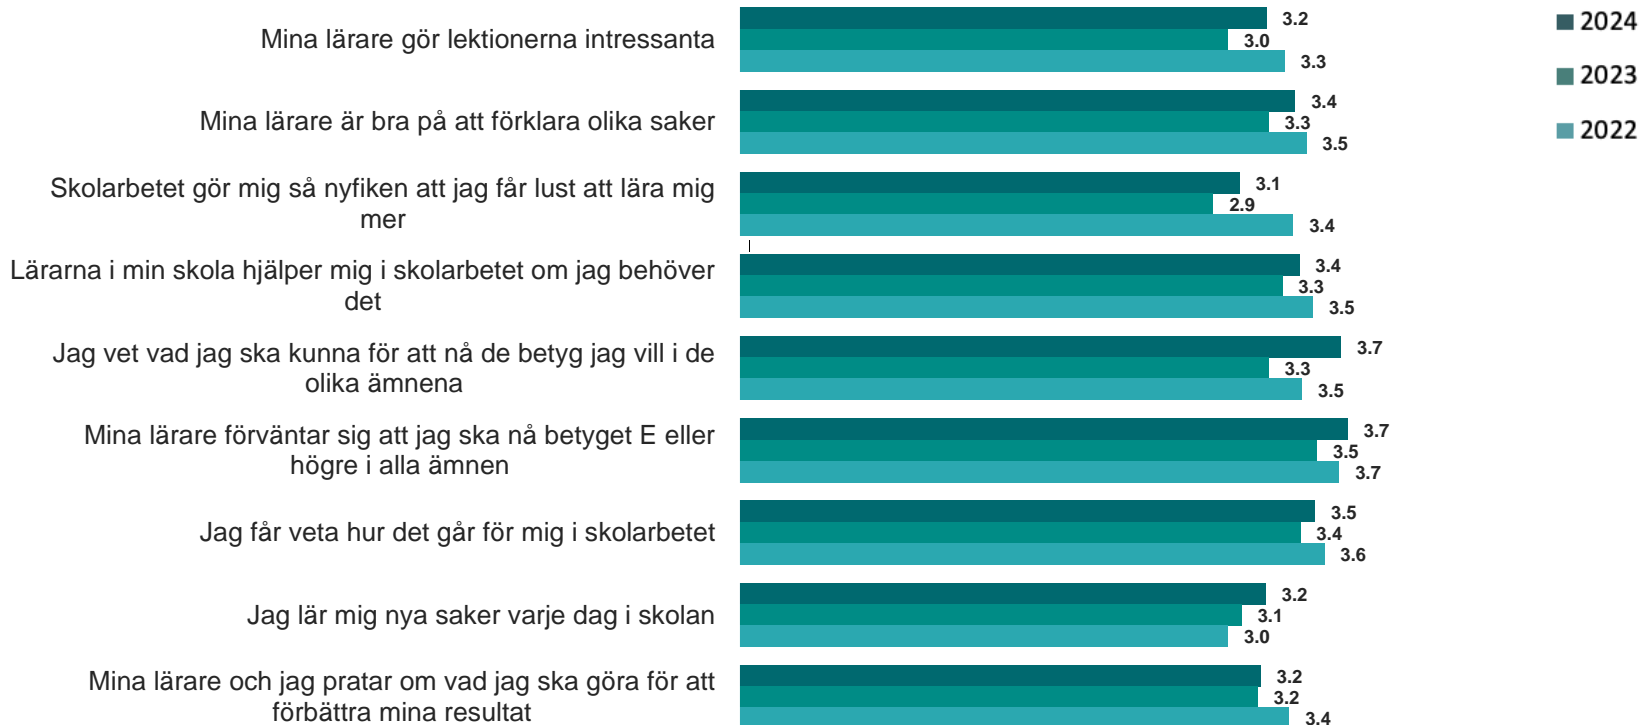 Mina lärare gör lektionerna intressanta
3.2
3.0
3.3
Mina lärare är bra på att förklara olika saker
3.4
3.3
3.5
Skolarbetet gör mig så nyfiken att jag får lust att lära mig
mer
3.1
2.9
3.4
Lärarna i min skola hjälper mig i skolarbetet om jag behöver
det
3.4
3.3
3.5
Jag vet vad jag ska kunna för att nå de betyg jag vill i de
olika ämnena
3.7
3.3
3.5
Mina lärare förväntar sig att jag ska nå betyget E eller
högre i alla ämnen
3.7
3.5
3.7
Jag får veta hur det går för mig i skolarbetet
3.5
3.4
3.6
Jag lär mig nya saker varje dag i skolan
3.2
3.1
3.0
Mina lärare och jag pratar om vad jag ska göra för att
förbättra mina resultat
3.2
3.2
3.4
2024
2023
2022